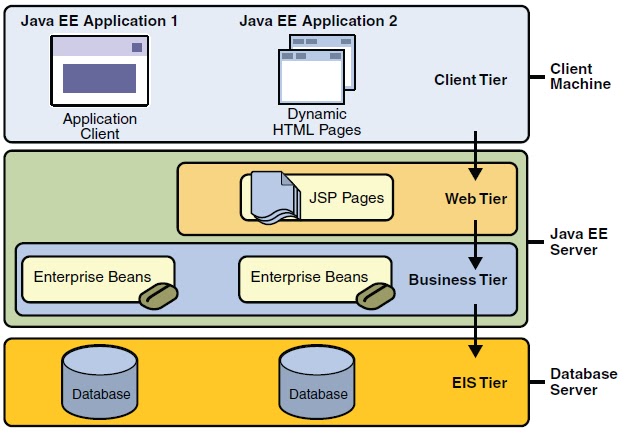 Java EE Application 1
Java EE Application 2
Application
Client
Dynamic
HTML Pages
Client Tier
Client
Machine
JSP Pages
Web Tier
Java EE
Server
Enterprise Beans
Enterprise Beans
Business Tier
Database
Database
EIS Tier
Database
Server